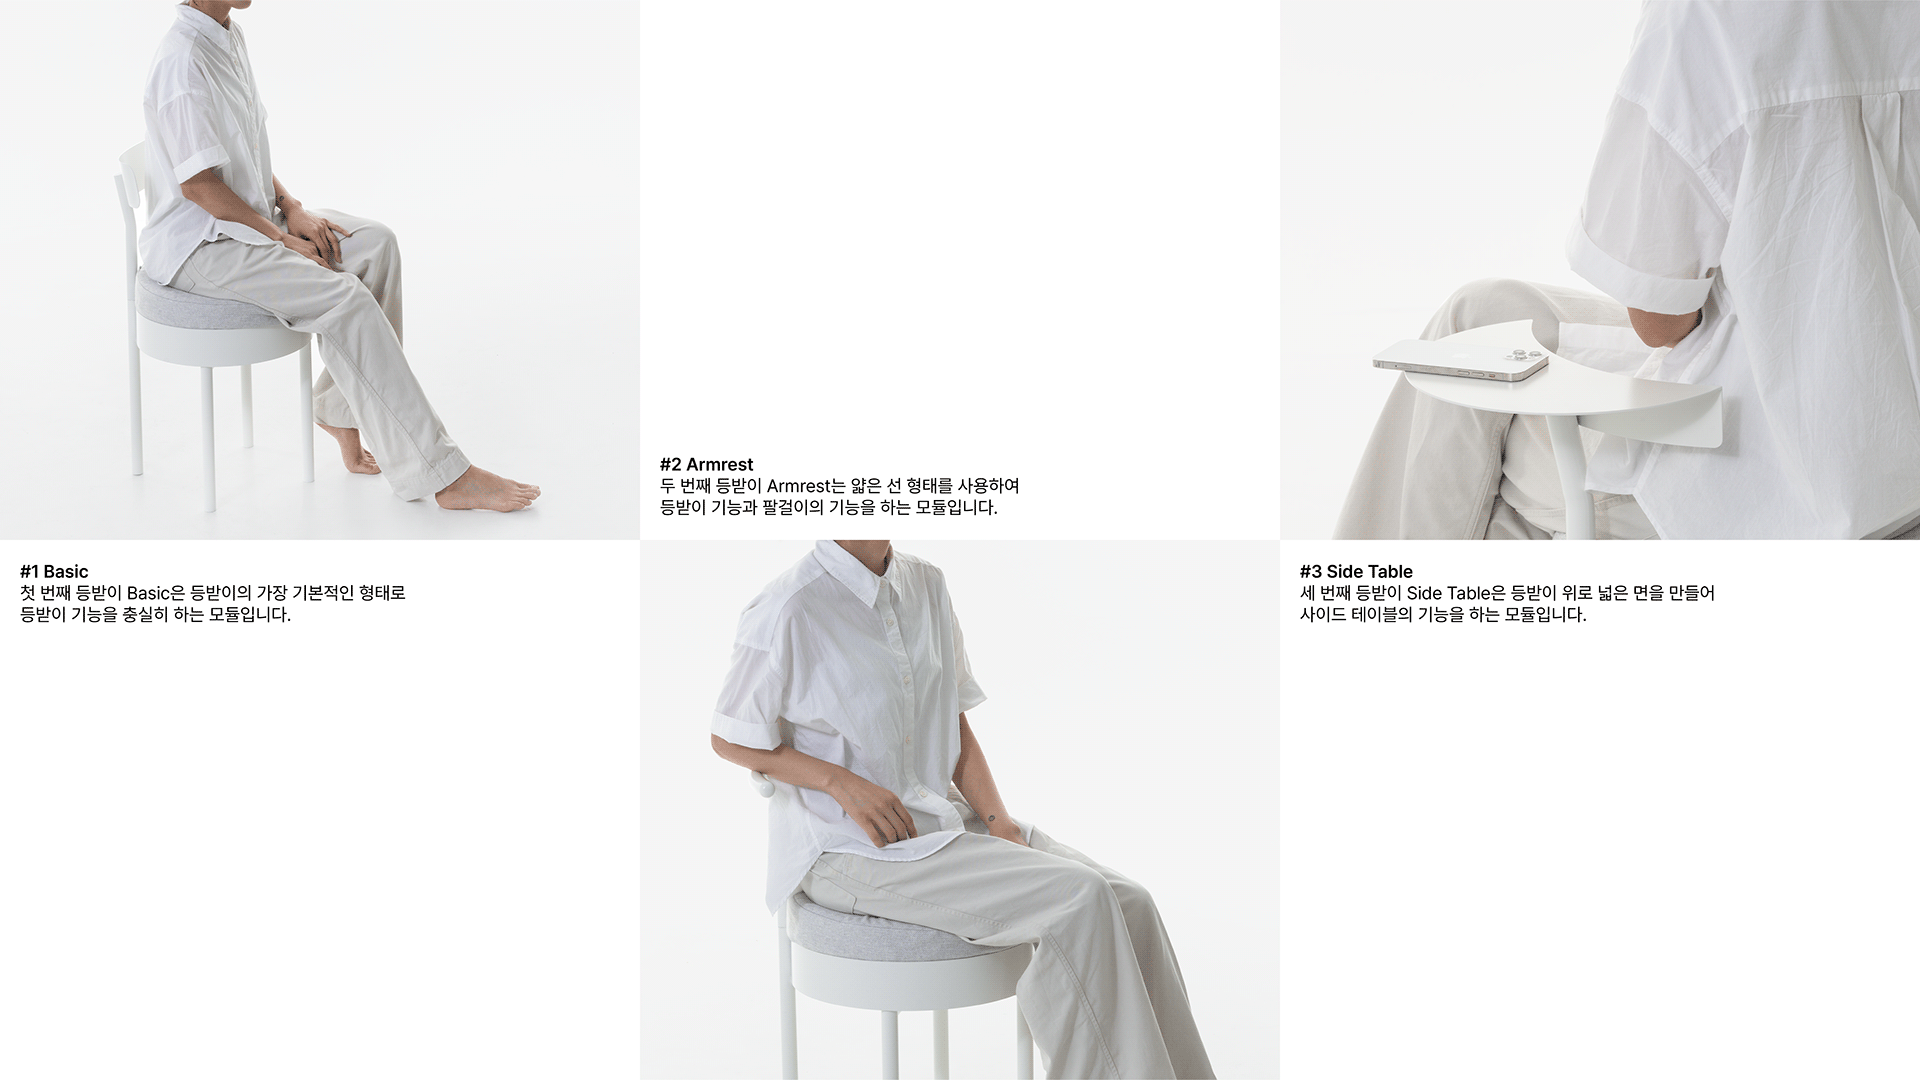 #1 Basic
첫 번째 등받이 Basic은 등받이의 가장 기본적인 형태로
등받이 기능을 충실히 하는 모듈입니다.
#2 Armrest
두 번째 등받이 Armrest는 얇은 선 형태를 사용하여
등받이 기능과 팔걸이의 기능을 하는 모듈입니다.
#3 Side Table
세 번째 등받이 Side Table은 등받이 위로 넓은 면을 만들어
사이드 테이블의 기능을 하는 모듈입니다.